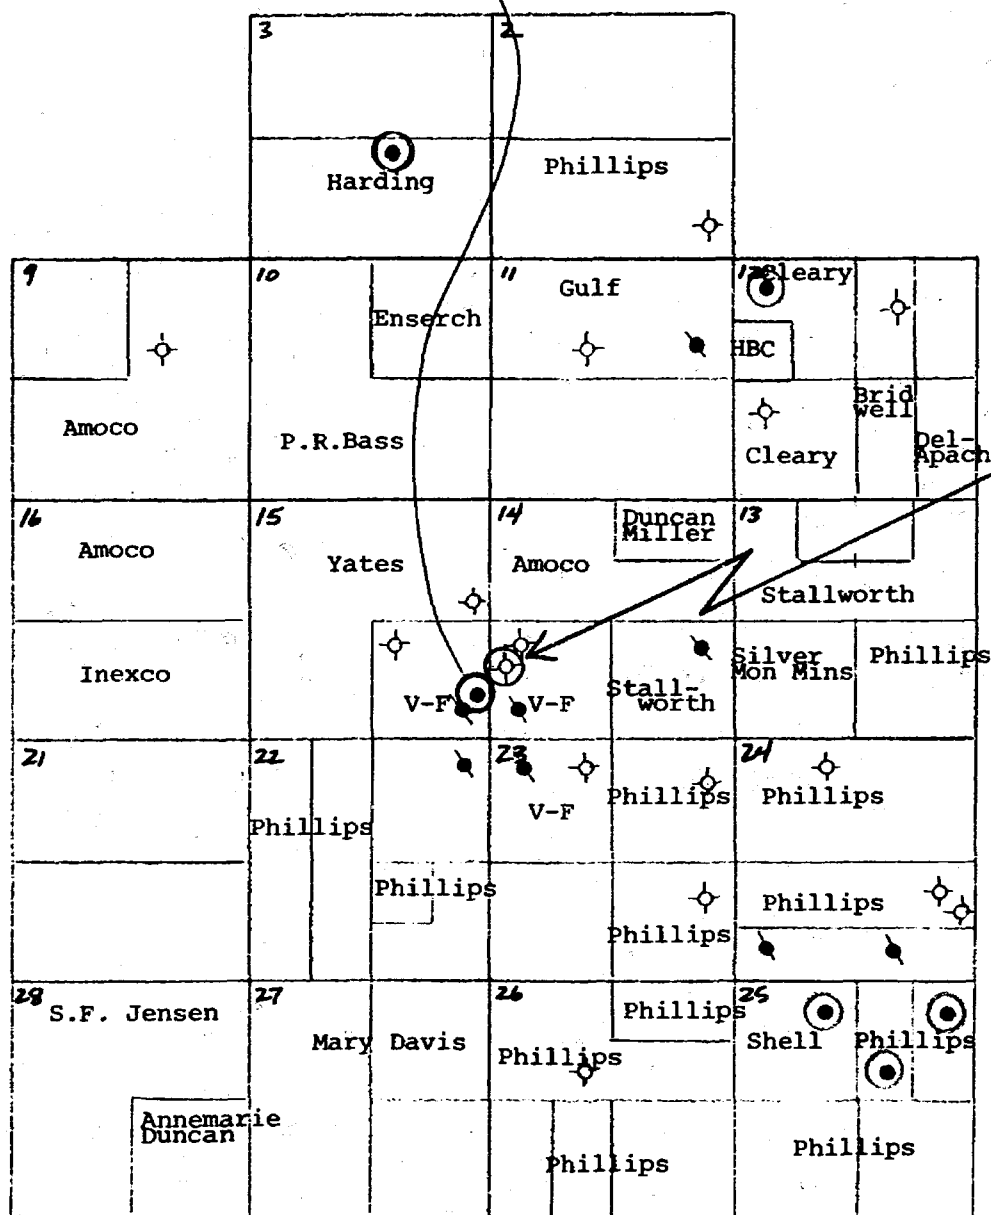 3
2
Harding
Phillips
9
10
11
12
Cleary
Gulf
Enserch
HBC
Amoco
P.R.Bass
Brid
well
Cleary
Del-
Apach
16
15
14
Duncan
Miller
13
Amoco
Yates
Amoco
Stallworth
Inexco
Silver
Mon Mins
Phillips
V-F
V-F
Stall-
worth
21
22
23
24
Phillips
Phillips
V-F
Phillips
Phillips
Phillips
Phillips
28
S.F. Jensen
27
26
Phillips
25
Mary Davis
Phillips
Shell
Phillips
Annemarie
Duncan
Phillips
Phillips